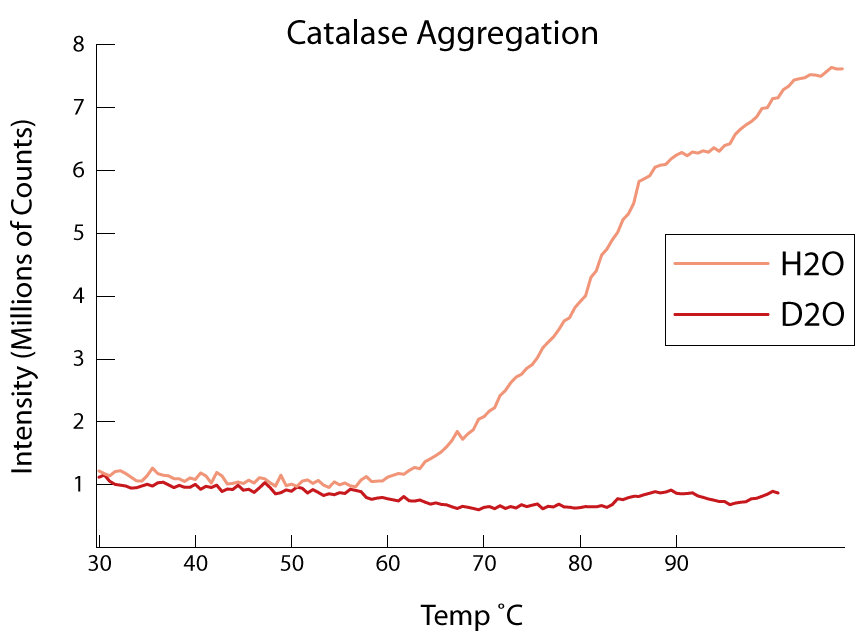 Catalase Aggregation
Intensity (Millions of Counts)
8
7
6
5
4
3
2
1
30 40 50 60 70 80 90
H2O
D2O
Temp ˚C